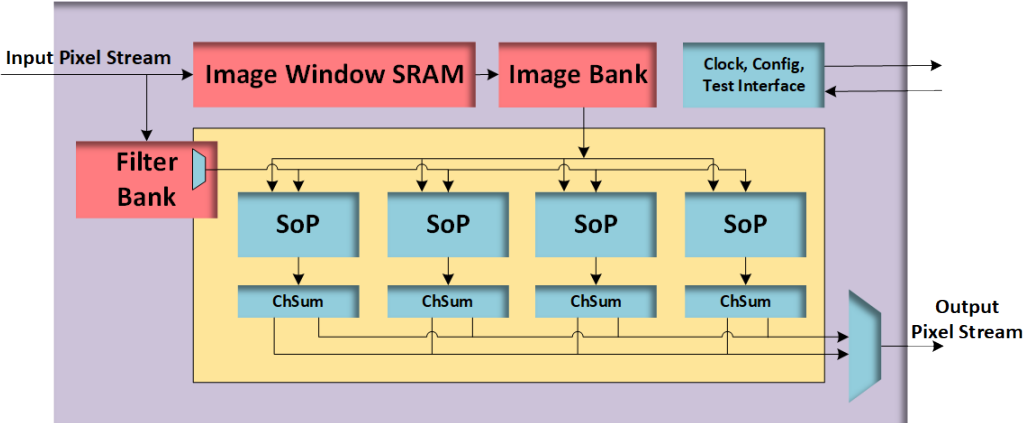 Input Pixel Stream
Image Window SRAM
Image Bank
Clock, Config,
Test Interface
Filter
Bank
SoP
SoP
SoP
SoP
ChSum
ChSum
ChSum
ChSum
Output
Pixel Stream